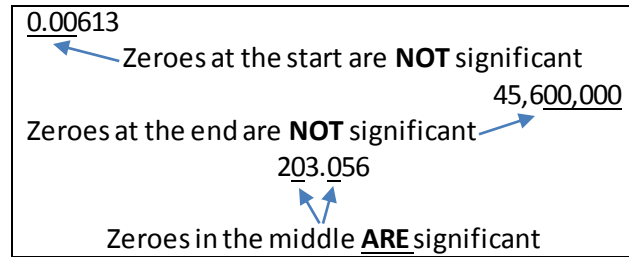 0.00613
Zeroes at the start are NOT significant
45,600,000
Zeroes at the end are NOT significant
203.056
Zeroes in the middle ARE significant